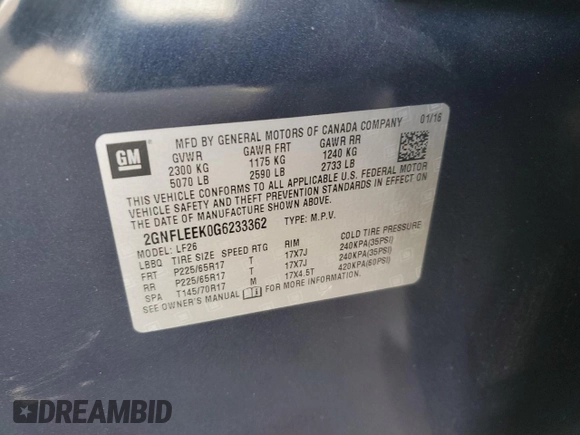 GM
MFD BY GENERAL MOTORS OF CANADA COMPANY 01/16
GVWR GAWR FRT GAWR RR
2300 KG 1175 KG 1240 KG
5070 LB 2590 LB 2733 LB
THIS VEHICLE CONFORMS TO ALL APPLICABLE U.S. FEDERAL MOTOR
VEHICLE SAFETY AND THEFT PREVENTION STANDARDS IN EFFECT ON
THE DATE OF MANUFACTURE SHOWN ABOVE.
2GNFLEEK0G6233362 TYPE: M.P.V.
MODEL: LF26
LBBQ TIRE SIZE SPEED RTG RIM COLD TIRE PRESSURE
FRT P225/65R17 T 17X7J 240KPA(35PSI)
RR P225/65R17 T 17X7J 240KPA(35PSI)
SPA T145/70R17 M 17X4.5T 420KPA(60PSI)
SEE OWNER'S MANUAL FOR MORE INFORMATION.
DREAMBID